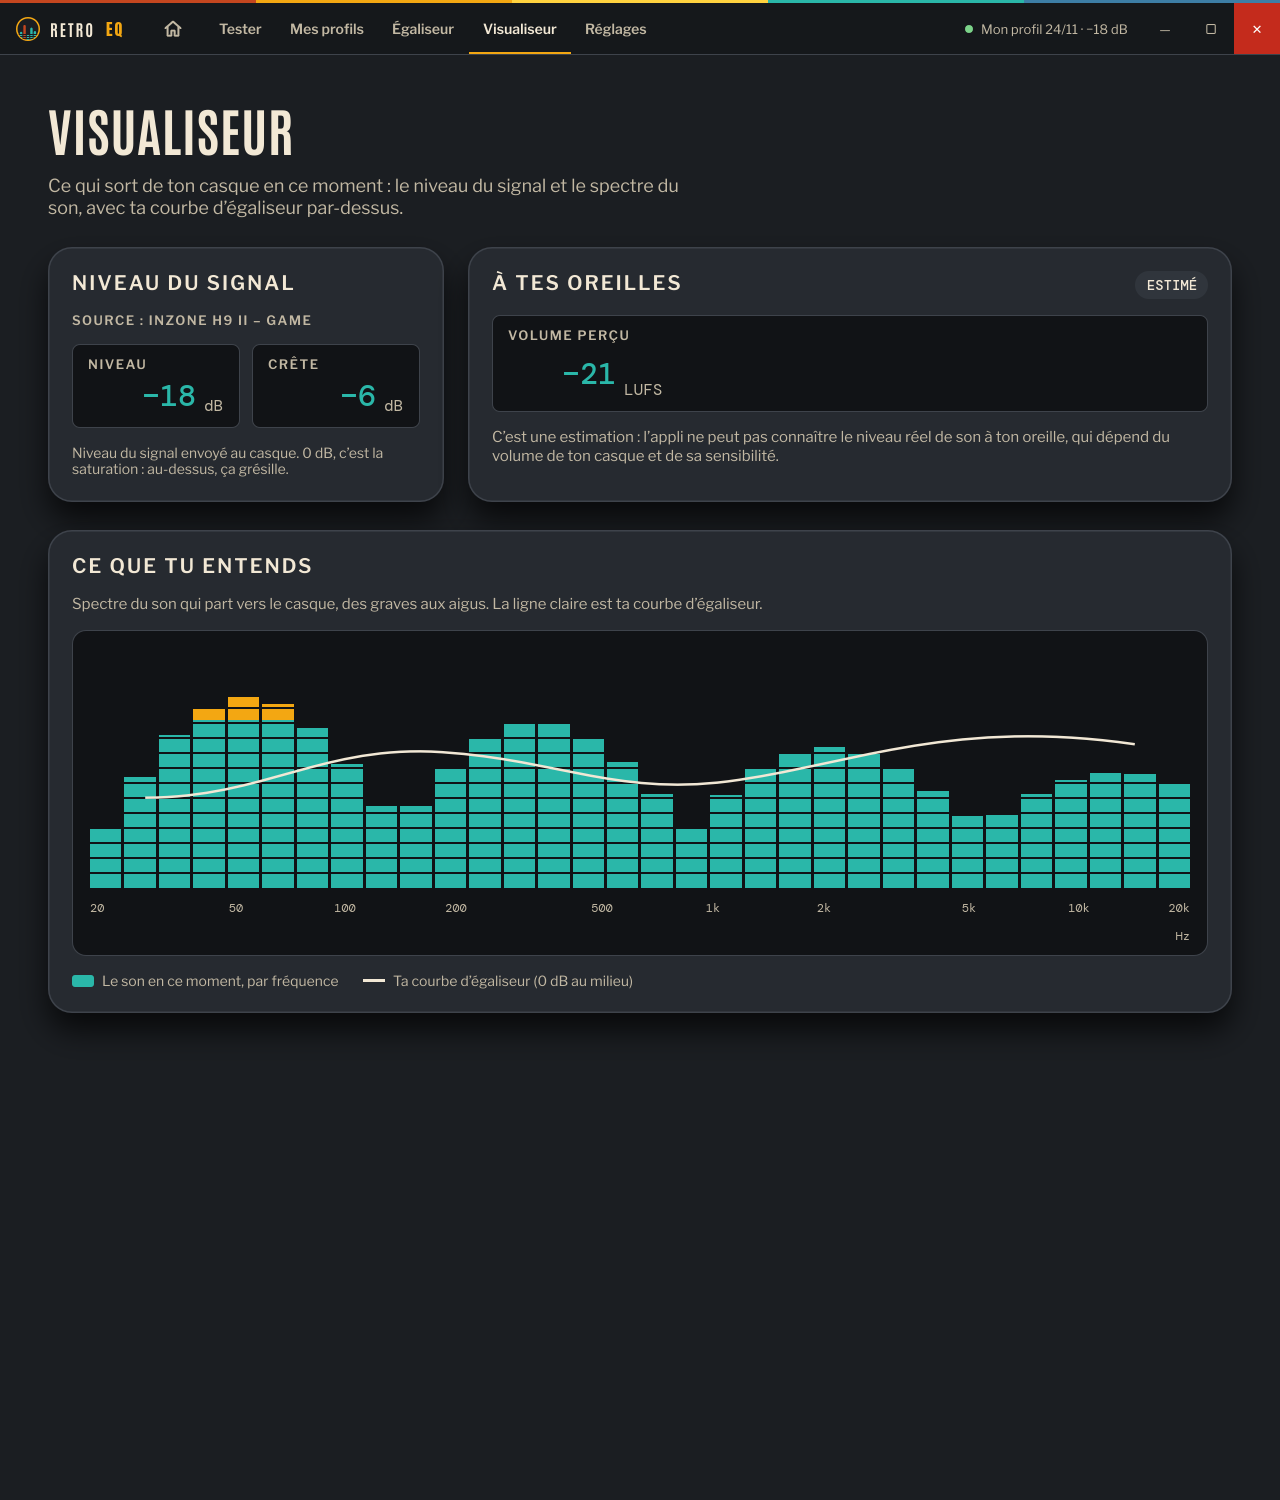 RETRO EQ
Tester
Mes profils
Égaliseur
Visualiseur
Réglages
Mon profil 24/11 · −18 dB
VISUALISEUR
Ce qui sort de ton casque en ce moment : le niveau du signal et le spectre du
son, avec ta courbe d’égaliseur par-dessus.
NIVEAU DU SIGNAL
SOURCE : INZONE H9 II – GAME
NIVEAU
−18 dB
CRÊTE
−6 dB
Niveau du signal envoyé au casque. 0 dB, c’est la
saturation : au-dessus, ça grésille.
À TES OREILLES
ESTIMÉ
VOLUME PERÇU
−21 LUFS
C’est une estimation : l’appli ne peut pas connaître le niveau réel de son à ton oreille, qui dépend du
volume de ton casque et de sa sensibilité.
CE QUE TU ENTENDS
Spectre du son qui part vers le casque, des graves aux aigus. La ligne claire est ta courbe d’égaliseur.
20 50 100 200 500 1k 2k 5k 10k 20k
Hz
Le son en ce moment, par fréquence
Ta courbe d’égaliseur (0 dB au milieu)